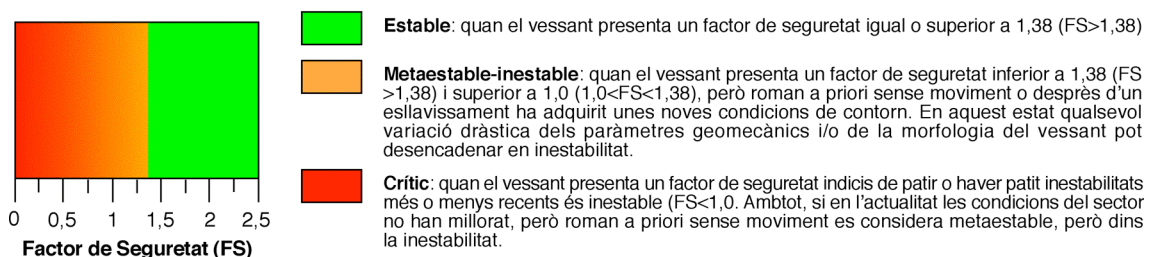 Estable: quan el vessant presenta un factor de seguretat igual o superior a 1,38 (FS>1,38)
Metaestable-inestable: quan el vessant presenta un factor de seguretat inferior a 1,38 (FS
>1,38) i superior a 1,0 (1,0<FS<1,38), però roman a priori sense moviment o desprès d'un
esllavissament ha adquirit unes noves condicions de contorn. En aquest estat qualsevol
variació dràstica dels paràmetres geomecànics i/o de la morfologia del vessant pot
desencadenar en inestabilitat.
Crític: quan el vessant presenta un factor de seguretat indicis de patir o haver patit inestabilitats
més o menys recents és inestable (FS<1,0. Ambtot, si en l'actualitat les condicions del sector
no han millorat, però roman a priori sense moviment es considera metaestable, però dins
la inestabilitat.
0 0,5 1 1,5 2 2,5
Factor de Seguretat (FS)